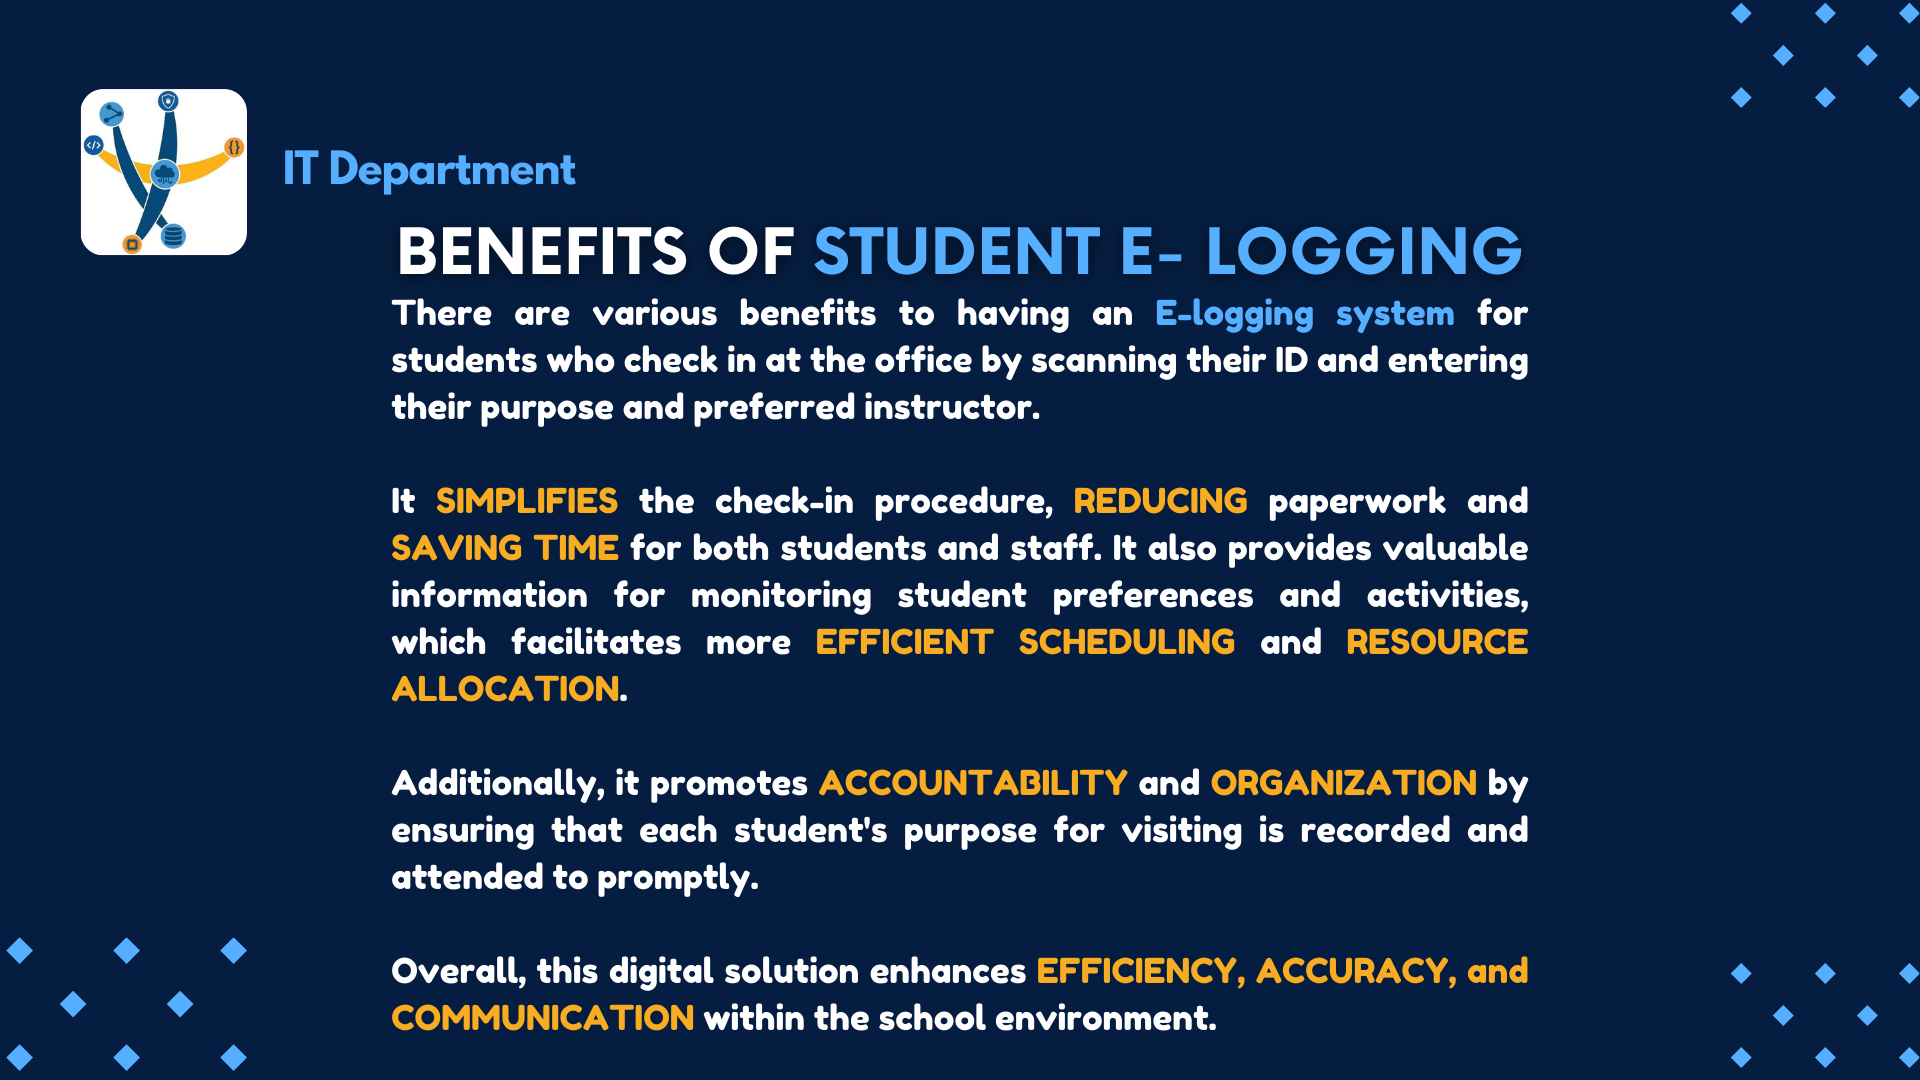 IT Department
BENEFITS OF STUDENT E- LOGGING
There are various benefits to having an E-logging system for
students who check in at the office by scanning their ID and entering
their purpose and preferred instructor.
It SIMPLIFIES the check-in procedure, REDUCING paperwork and
SAVING TIME for both students and staff. It also provides valuable
information for monitoring student preferences and activities,
which facilitates more EFFICIENT SCHEDULING and RESOURCE
ALLOCATION.
Additionally, it promotes ACCOUNTABILITY and ORGANIZATION by
ensuring that each student's purpose for visiting is recorded and
attended to promptly.
Overall, this digital solution enhances EFFICIENCY, ACCURACY, and
COMMUNICATION within the school environment.